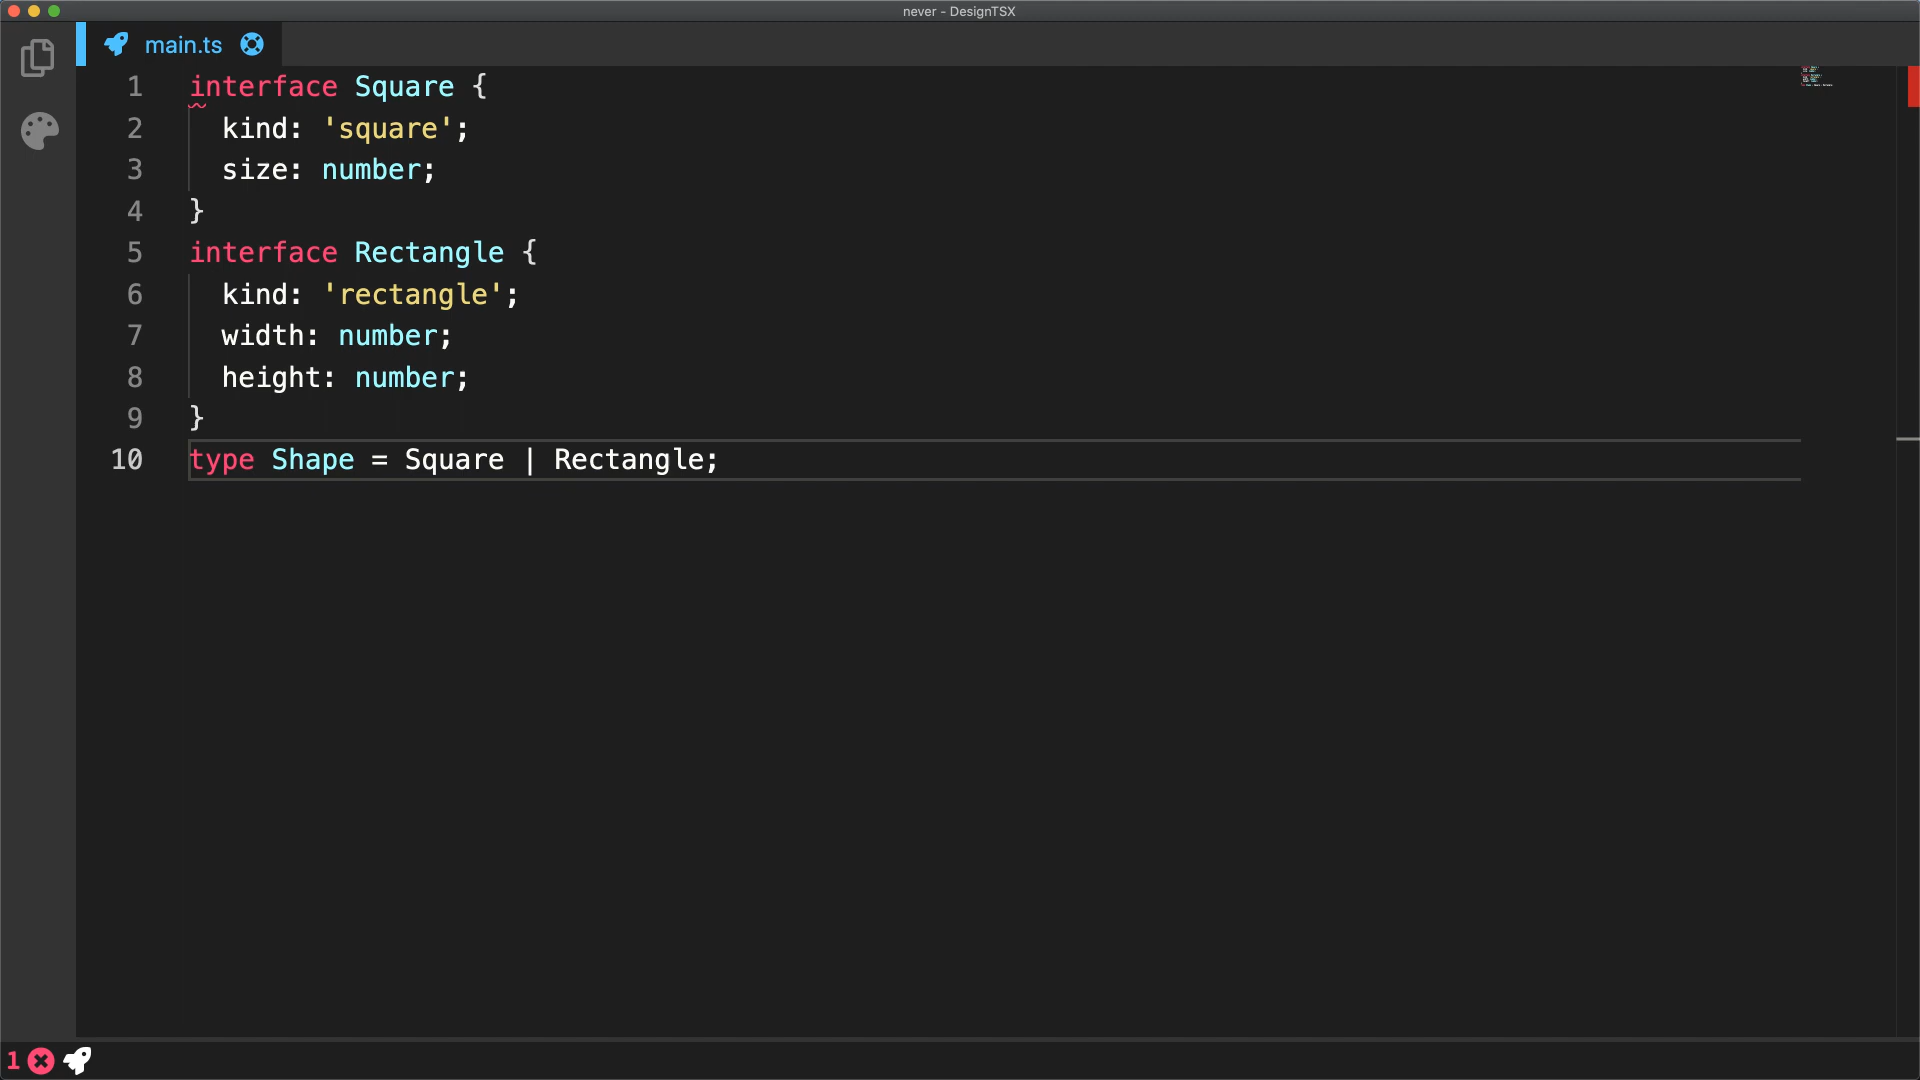 never - DesignTSX
main.ts
1 interface Square {
2   kind: 'square';
3   size: number;
4 }
5 interface Rectangle {
6   kind: 'rectangle';
7   width: number;
8   height: number;
9 }
10 type Shape = Square | Rectangle;
1